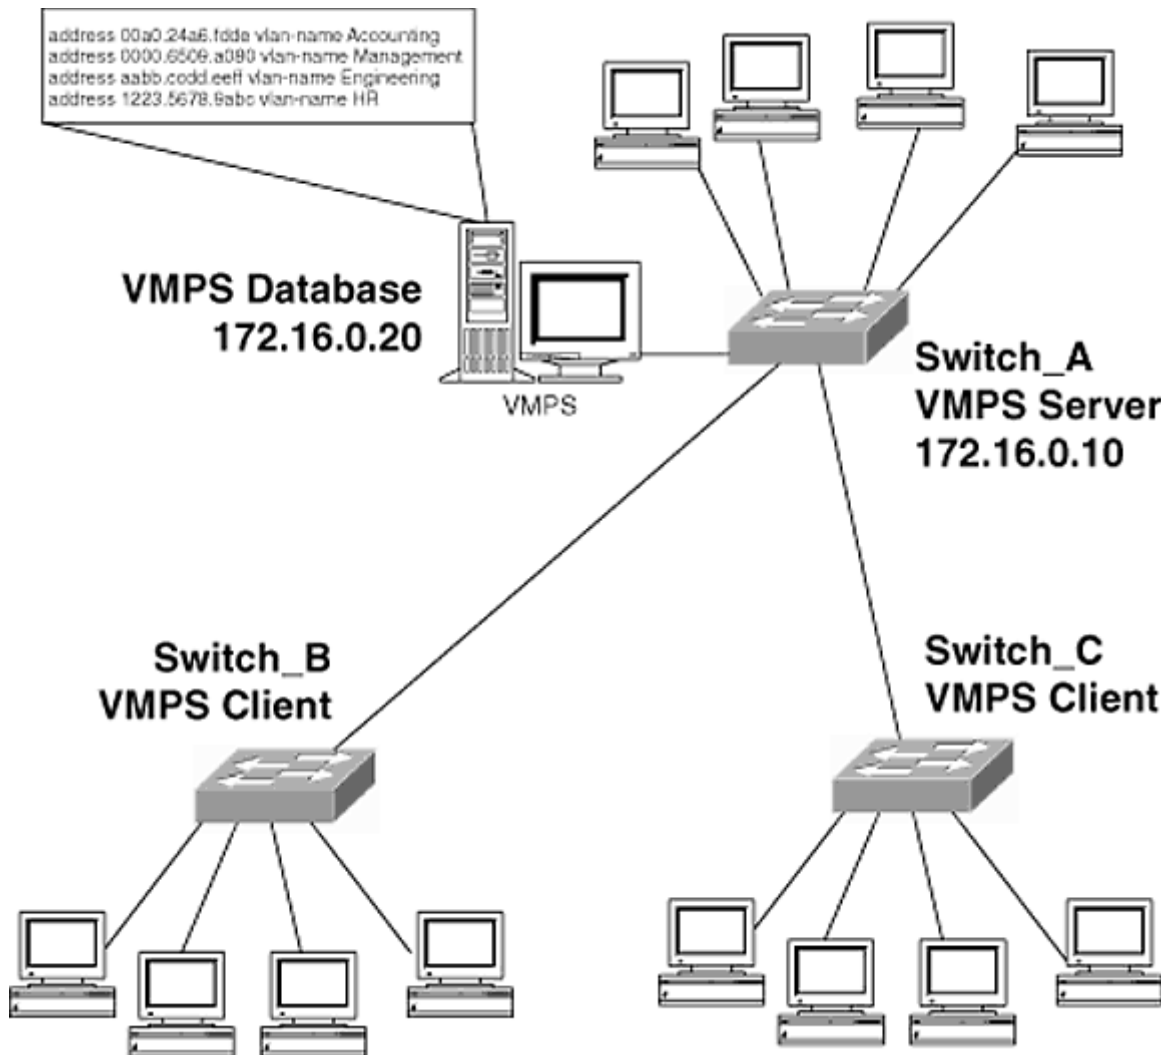 address 00a0.24a6.fdde vlan-name Accounting
address 0000.6509.a080 vlan-name Management
address aabb.ccdd.eeff vlan-name Engineering
address 1223.5678.9abc vlan-name HR
VMPS Database
172.16.0.20
VMPS
Switch_A
VMPS Server
172.16.0.10
Switch_B
VMPS Client
Switch_C
VMPS Client